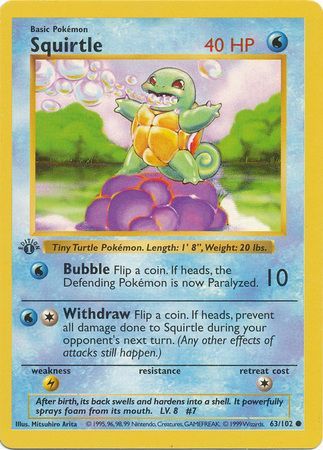 Basic Pokémon
Squirtle 40 HP
EDITION 1
Tiny Turtle Pokémon. Length: 1' 8", Weight: 20 lbs.
Bubble Flip a coin. If heads, the
Defending Pokémon is now Paralyzed. 10
Withdraw Flip a coin. If heads, prevent
all damage done to Squirtle during your
opponent's next turn. (Any other effects of
attacks still happen.)
weakness resistance retreat cost
After birth, its back swells and hardens into a shell. It powerfully
sprays foam from its mouth. LV. 8 #7
Illus. Mitsuhiro Arita ©1995, 96, 98, 99 Nintendo, Creatures, GAMEFREAK. ©1999 Wizards. 63/102